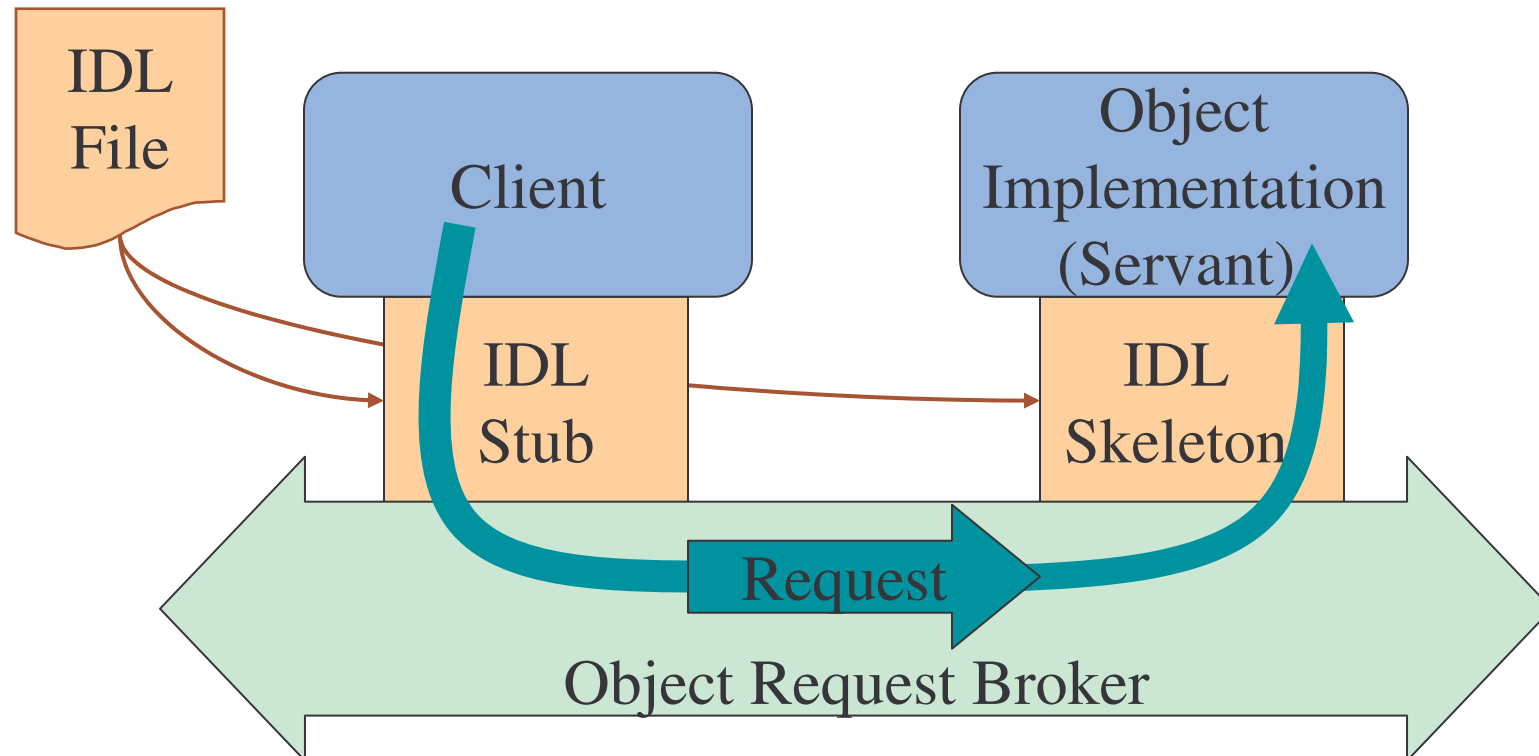 IDL
File
Client
Object
Implementation
(Servant)
IDL
Stub
IDL
Skeleton
Request
Object Request Broker